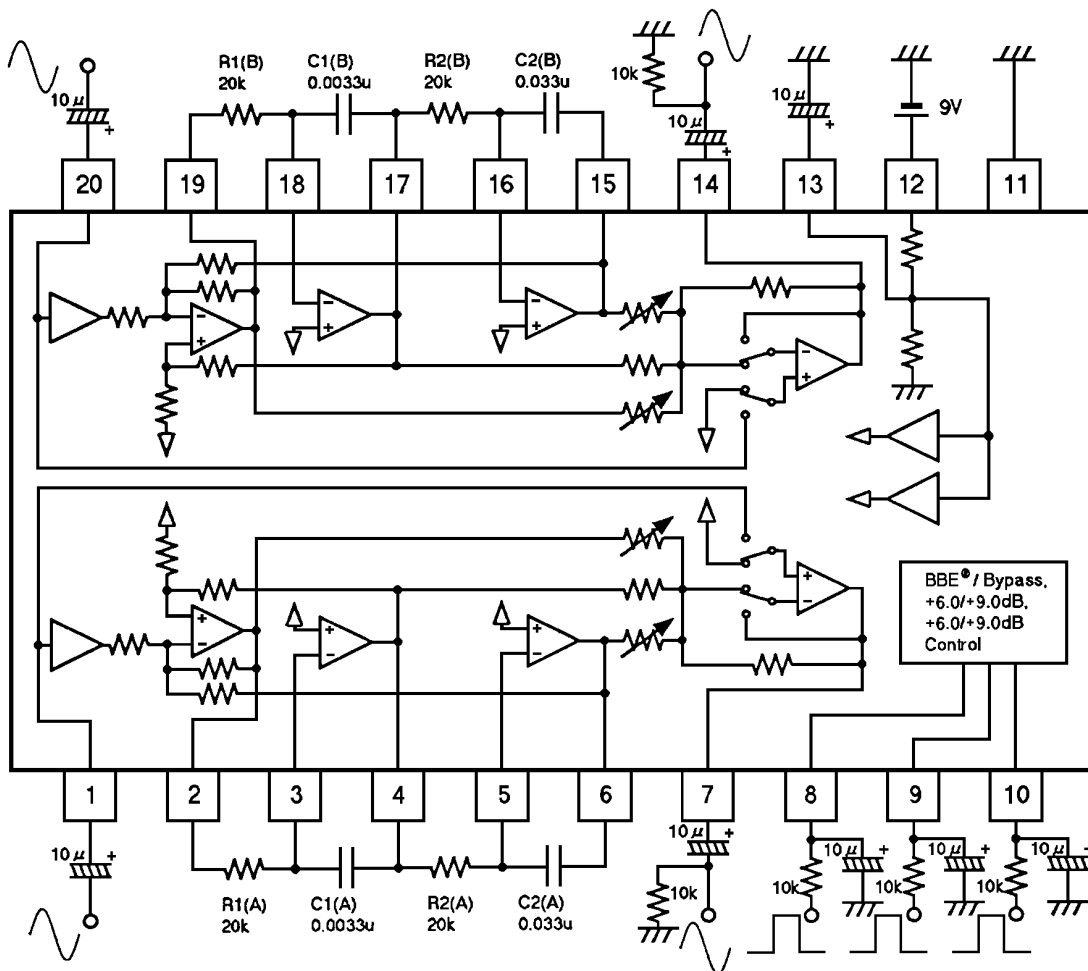 R1(B) C1(B) R2(B) C2(B)
20k 0.0033u 20k 0.033u
10k
10μ + 10μ + 10μ + 9V
20 19 18 17 16 15 14 13 12 11
- + - + - + - +
+ - + - + - + -
BBE® / Bypass,
+6.0/+9.0dB,
+6.0/+9.0dB
Control
1 2 3 4 5 6 7 8 9 10
10μ + 10μ + 10μ + 10μ + 10μ +
R1(A) C1(A) R2(A) C2(A)
20k 0.0033u 20k 0.033u
10k 10k 10k 10k